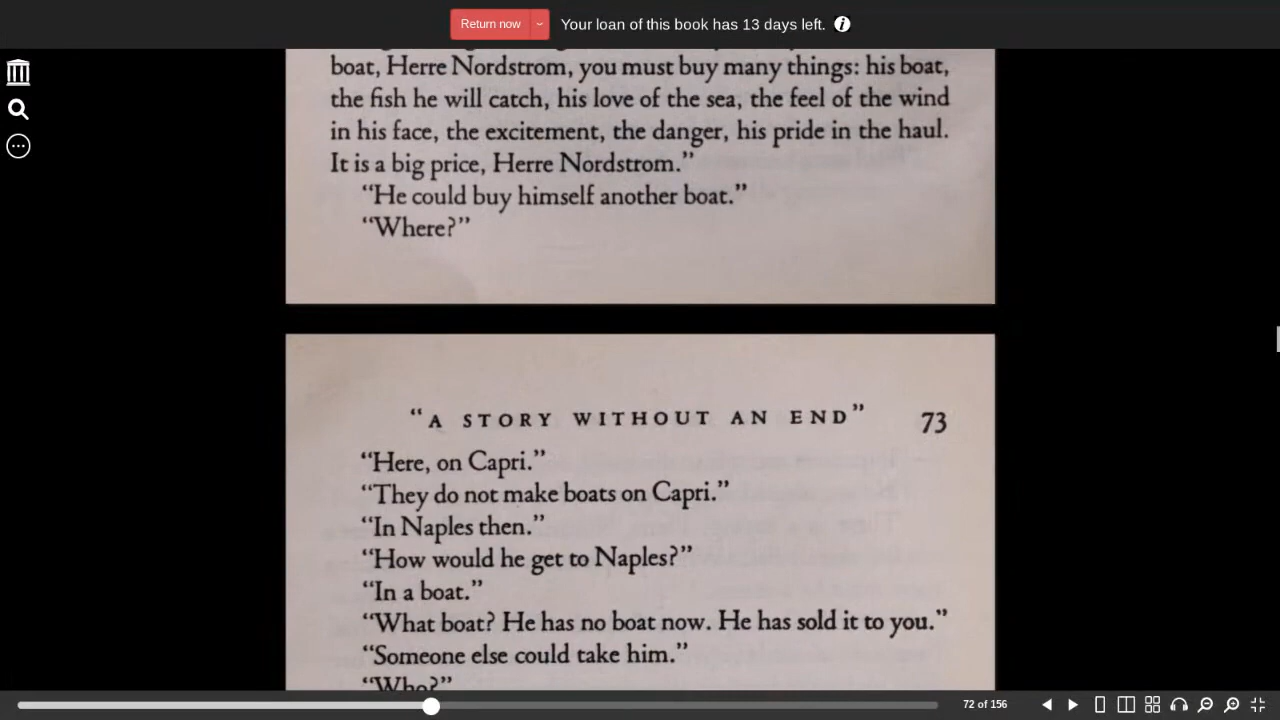 Return now
Your loan of this book has 13 days left.
boat, Herre Nordstrom, you must buy many things: his boat,
the fish he will catch, his love of the sea, the feel of the wind
in his face, the excitement, the danger, his pride in the haul.
It is a big price, Herre Nordstrom.”
“He could buy himself another boat.”
“Where?”
“A STORY WITHOUT AN END” 73
“Here, on Capri.”
“They do not make boats on Capri.”
“In Naples then.”
“How would he get to Naples?”
“In a boat.”
“What boat? He has no boat now. He has sold it to you.”
“Someone else could take him.”
“Who?”
72 of 156